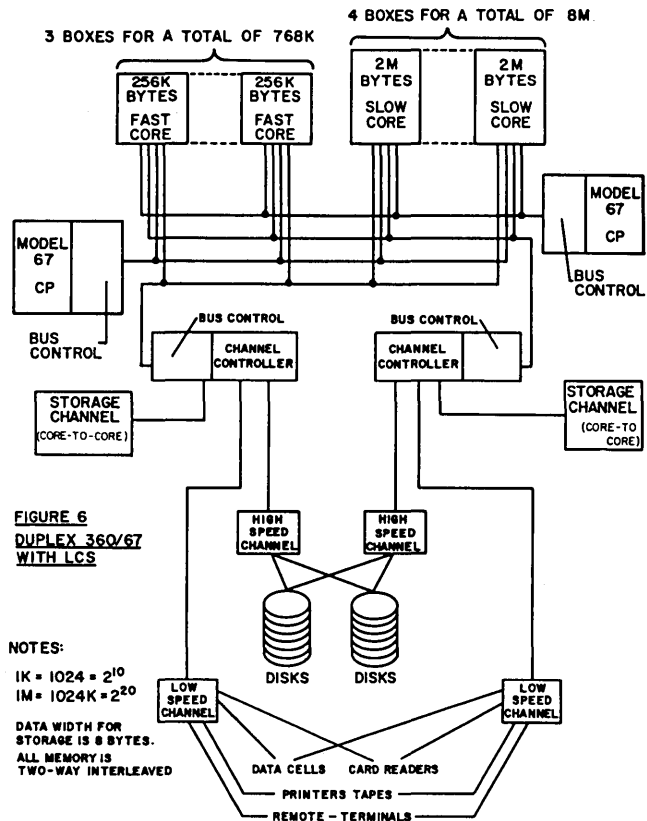 3 BOXES FOR A TOTAL OF 768K
4 BOXES FOR A TOTAL OF 8M
256K
BYTES
FAST
CORE
256K
BYTES
FAST
CORE
2M
BYTES
SLOW
CORE
2M
BYTES
SLOW
CORE
MODEL
67
CP
BUS
CONTROL
MODEL
67
CP
BUS
CONTROL
BUS CONTROL
CHANNEL
CONTROLLER
BUS CONTROL
CHANNEL
CONTROLLER
STORAGE
CHANNEL
(CORE-TO-CORE)
STORAGE
CHANNEL
(CORE-TO
CORE)
FIGURE 6
DUPLEX 360/67
WITH LCS
HIGH
SPEED
CHANNEL
HIGH
SPEED
CHANNEL
DISKS
DISKS
NOTES:
1K = 1024 = 2^10
1M = 1024K = 2^20
DATA WIDTH FOR
STORAGE IS 8 BYTES.
ALL MEMORY IS
TWO-WAY INTERLEAVED
LOW
SPEED
CHANNEL
LOW
SPEED
CHANNEL
DATA CELLS
CARD READERS
PRINTERS TAPES
REMOTE - TERMINALS